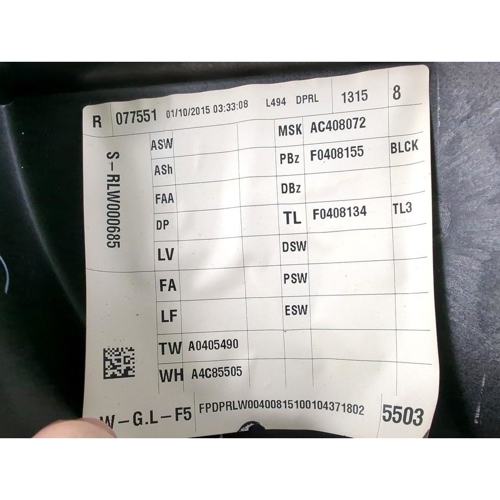 R 077551 01/10/2015 03:33:08 L494 DPRL 1315 8
S-RLW000685
ASW
MSK AC408072
ASh
PBz F0408155 BLCK
FAA
DBz
DP
TL F0408134 TL3
LV
DSW
FA
PSW
LF
ESW
TW A0405490
WH A4C85505
W-G.L-F5 FPDPRLW00400815100104371802 5503